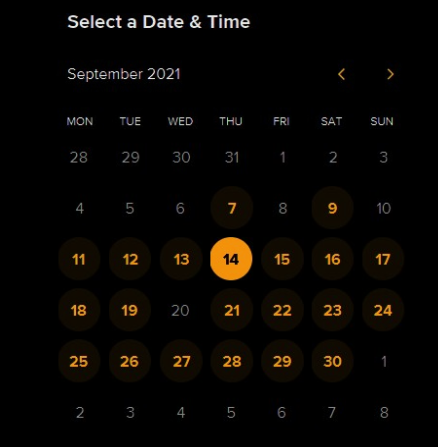 Select a Date & Time
September 2021
MON TUE WED THU FRI SAT SUN
28 29 30 31 1 2 3
4 5 6 7 8 9 10
11 12 13 14 15 16 17
18 19 20 21 22 23 24
25 26 27 28 29 30 1
2 3 4 5 6 7 8